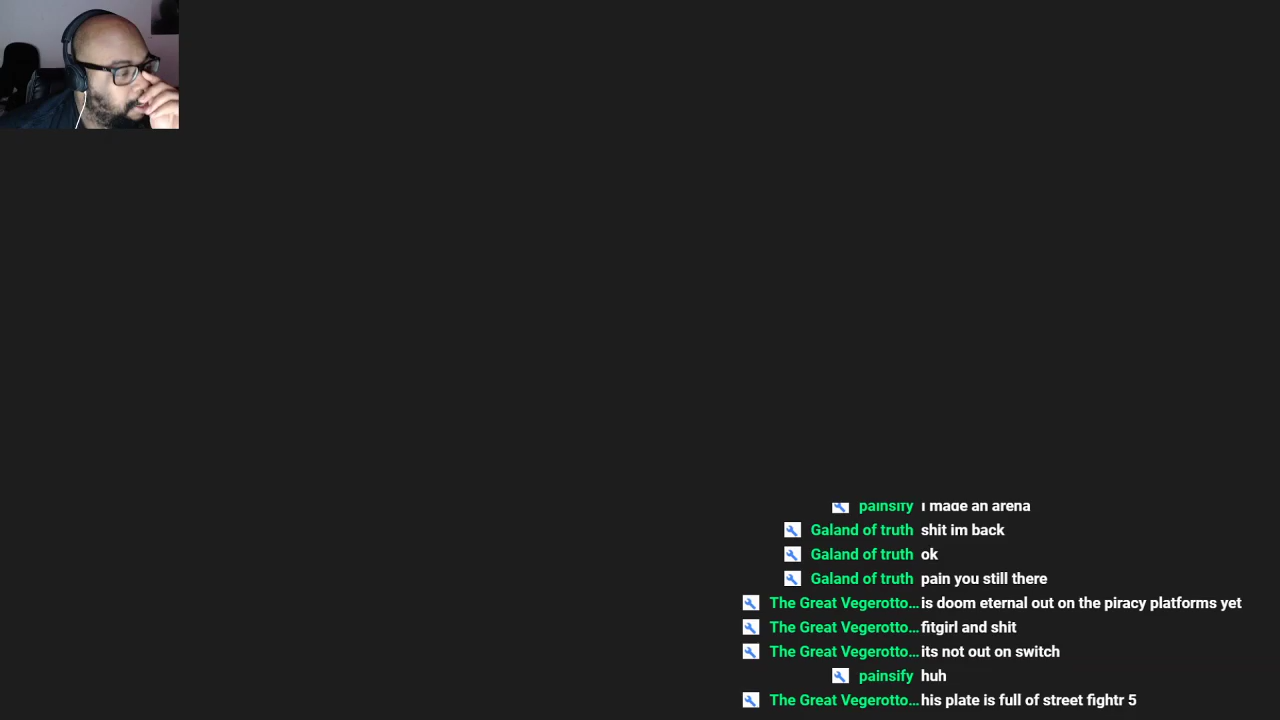 painsify i made an arena
Galand of truth shit im back
Galand of truth ok
Galand of truth pain you still there
The Great Vegerotto... is doom eternal out on the piracy platforms yet
The Great Vegerotto... fitgirl and shit
The Great Vegerotto... its not out on switch
painsify huh
The Great Vegerotto... his plate is full of street fightr 5